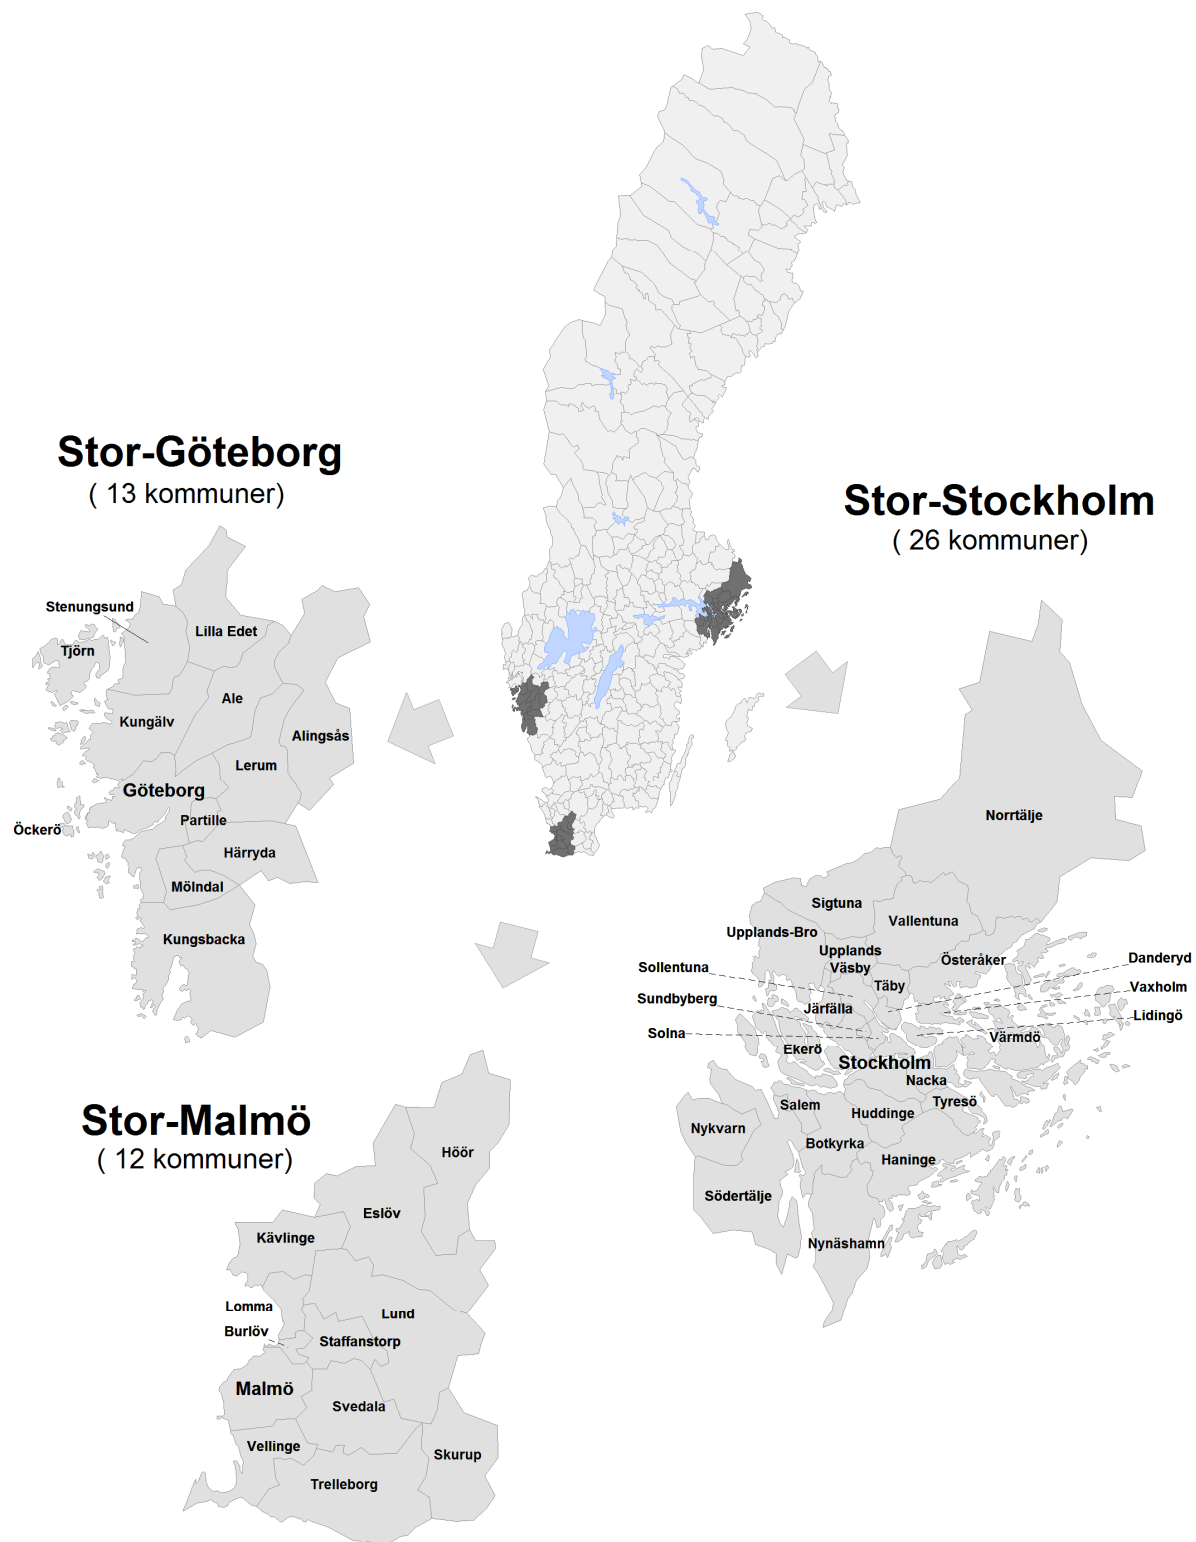 Stor-Göteborg
( 13 kommuner)
Stenungsund
Lilla Edet
Tjörn
Ale
Kungälv
Alingsås
Lerum
Göteborg
Partille
Öckerö
Härryda
Mölndal
Kungsbacka
Stor-Stockholm
( 26 kommuner)
Norrtälje
Sigtuna
Vallentuna
Upplands-Bro
Upplands
Väsby
Österåker
Danderyd
Sollentuna
Täby
Vaxholm
Sundbyberg
Järfälla
Lidingö
Solna
Värmdö
Ekerö
Stockholm
Nacka
Tyresö
Salem
Huddinge
Nykvarn
Botkyrka
Haninge
Södertälje
Nynäshamn
Stor-Malmö
( 12 kommuner)
Höör
Eslöv
Kävlinge
Lomma
Lund
Burlöv
Staffanstorp
Malmö
Svedala
Vellinge
Skurup
Trelleborg